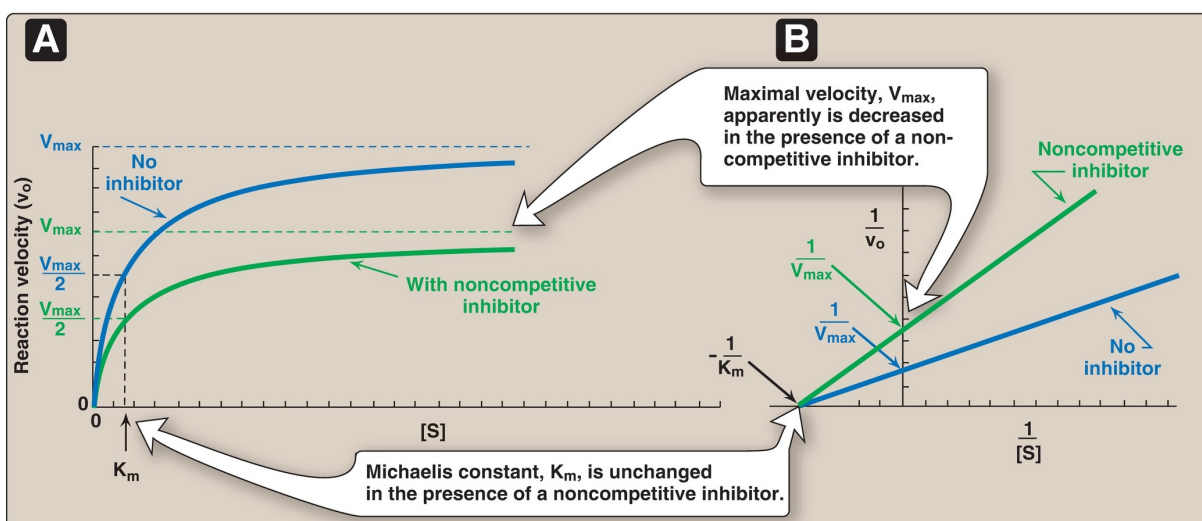 A
B
Maximal velocity, Vmax,
apparently is decreased
in the presence of a non-
competitive inhibitor.
Reaction velocity (vo)
Vmax
No
inhibitor
Vmax
Vmax
2
Vmax
2
With noncompetitive
inhibitor
0
0
[S]
Km
Noncompetitive
inhibitor
1
vo
1
Vmax
1
Vmax
- 1
Km
No
inhibitor
1
[S]
Michaelis constant, Km, is unchanged
in the presence of a noncompetitive inhibitor.